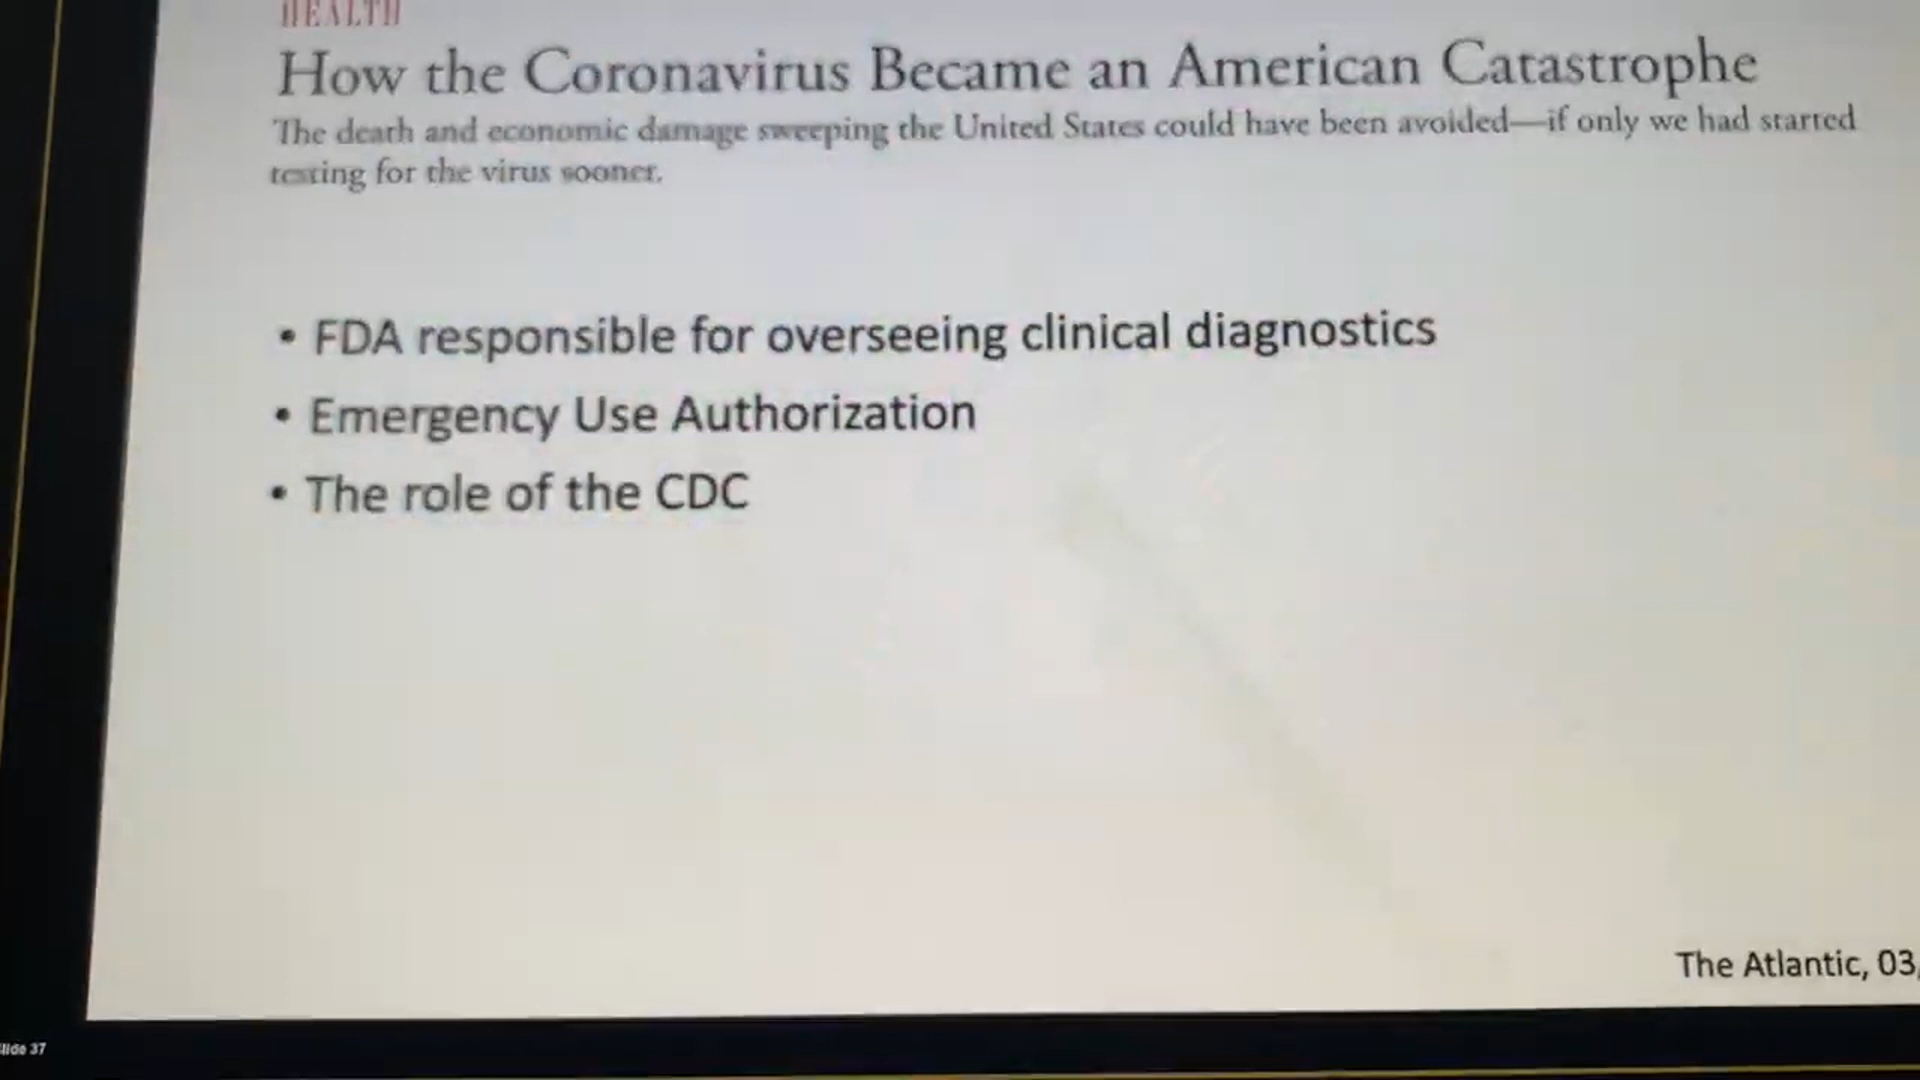 HEALTH
How the Coronavirus Became an American Catastrophe
The death and economic damage sweeping the United States could have been avoided—if only we had started
testing for the virus sooner.
• FDA responsible for overseeing clinical diagnostics
• Emergency Use Authorization
• The role of the CDC
The Atlantic, 03,
lide 37